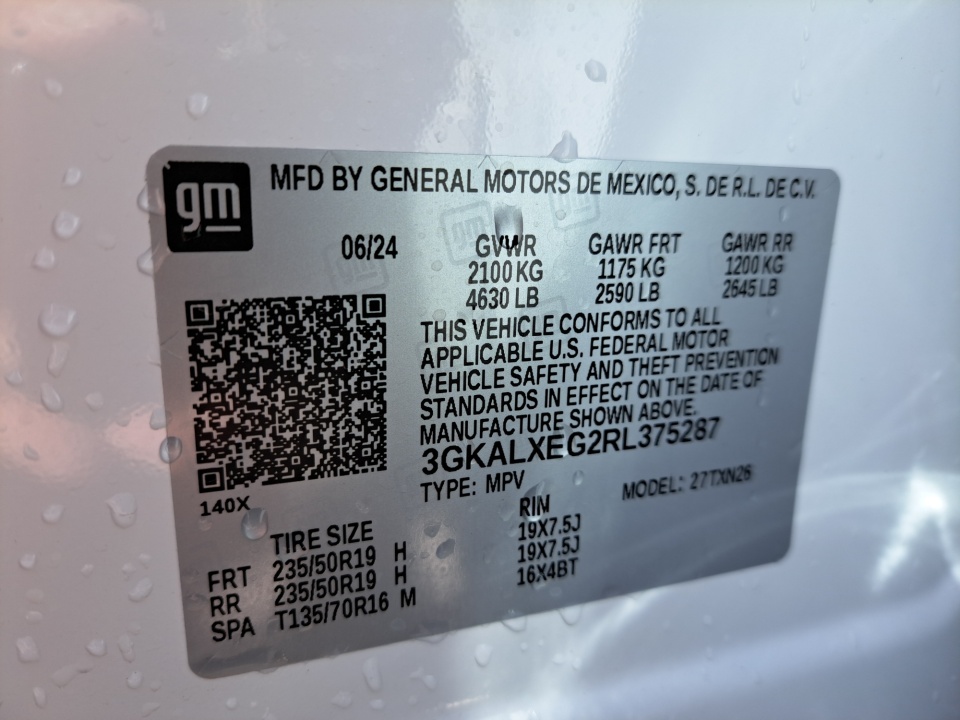 gm
MFD BY GENERAL MOTORS DE MEXICO, S. DE R.L. DE C.V.
06/24 GVWR GAWR FRT GAWR RR
2100 KG 1175 KG 1200 KG
4630 LB 2590 LB 2645 LB
THIS VEHICLE CONFORMS TO ALL
APPLICABLE U.S. FEDERAL MOTOR
VEHICLE SAFETY AND THEFT PREVENTION
STANDARDS IN EFFECT ON THE DATE OF
MANUFACTURE SHOWN ABOVE.
3GKALXEG2RL375287
TYPE: MPV MODEL: 27TXN26
140X
TIRE SIZE RIM
FRT 235/50R19 H 19X7.5J
RR 235/50R19 H 19X7.5J
SPA T135/70R16 M 16X4BT